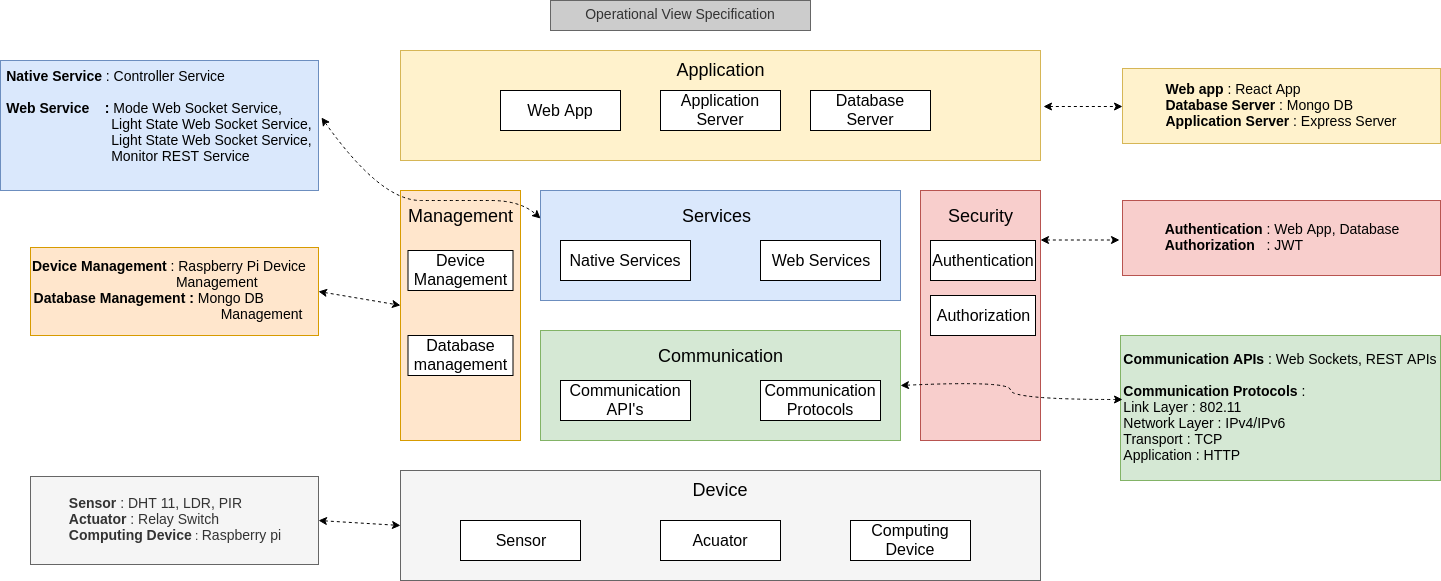 Operational View Specification
Native Service : Controller Service
Web Service : Mode Web Socket Service,
Light State Web Socket Service,
Light State Web Socket Service,
Monitor REST Service
Application
Web App
Application
Server
Database
Server
Web app : React App
Database Server : Mongo DB
Application Server : Express Server
Device Management : Raspberry Pi Device
Management
Database Management : Mongo DB
Management
Management
Device
Management
Database
management
Services
Native Services
Web Services
Security
Authentication
Authorization
Authentication : Web App, Database
Authorization : JWT
Communication
Communication
API's
Communication
Protocols
Communication APIs : Web Sockets, REST APIs
Communication Protocols :
Link Layer : 802.11
Network Layer : IPv4/IPv6
Transport : TCP
Application : HTTP
Sensor : DHT 11, LDR, PIR
Actuator : Relay Switch
Computing Device : Raspberry pi
Device
Sensor
Acuator
Computing
Device